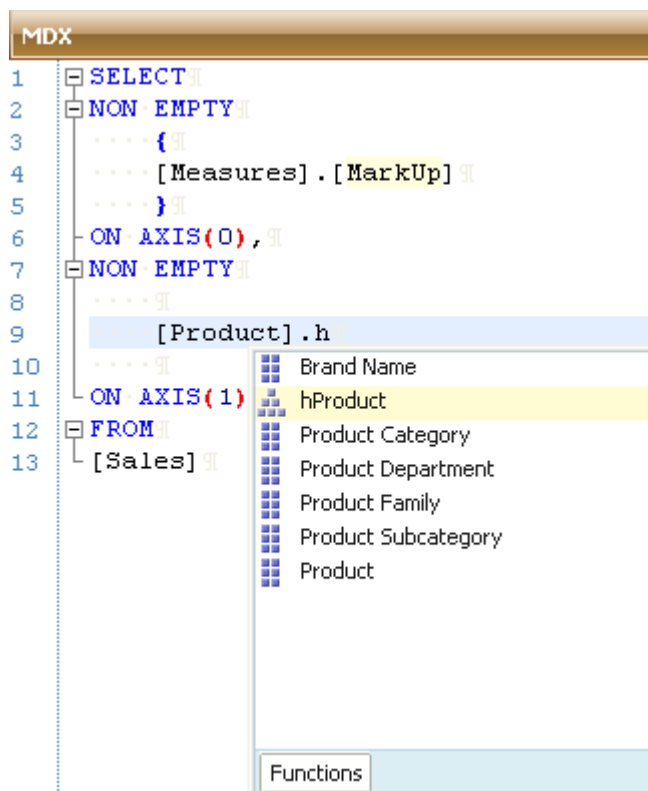 MDX
1 SELECT¶
2 NON·EMPTY¶
3 ····{¶
4 ····[Measures].[MarkUp]¶
5 ····}¶
6 ON·AXIS(0),¶
7 NON·EMPTY¶
8 ····¶
9 ····[Product].h¶
10 ····¶
11 ON·AXIS(1)
12 FROM¶
13 [Sales]¶
Brand Name
hProduct
Product Category
Product Department
Product Family
Product Subcategory
Product
Functions